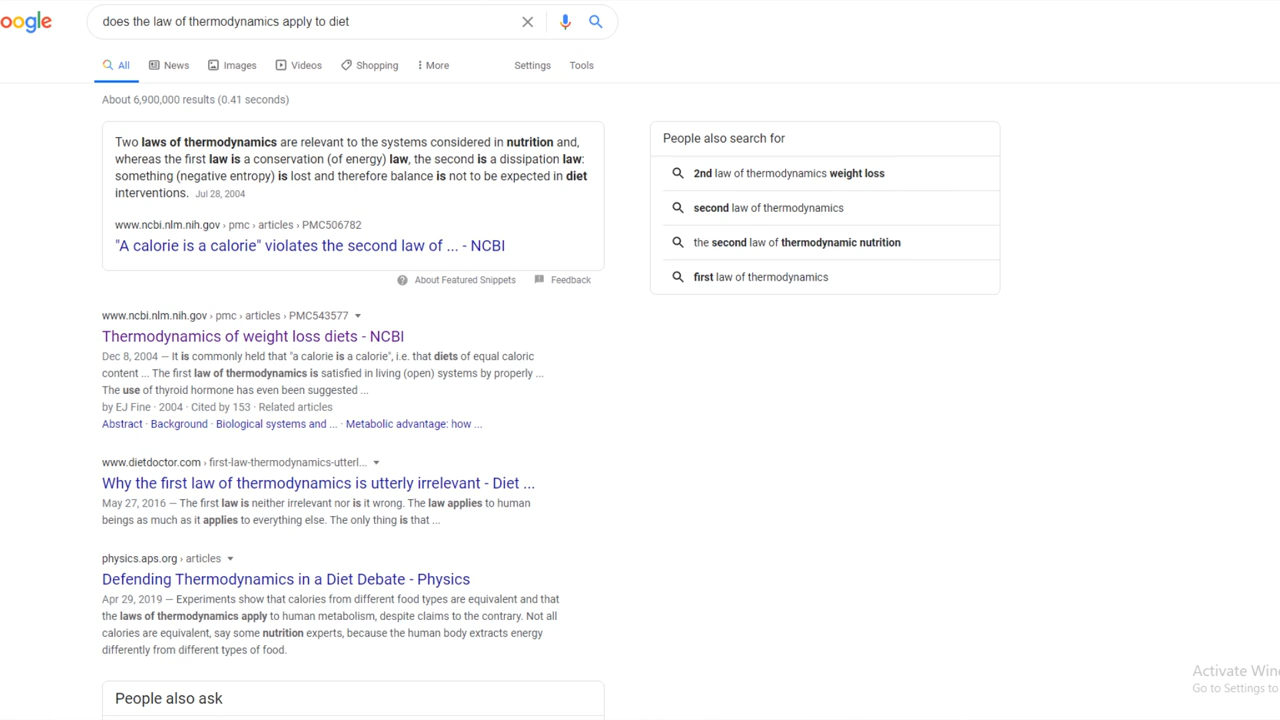 oogle
does the law of thermodynamics apply to diet
All News Images Videos Shopping More Settings Tools
About 6,900,000 results (0.41 seconds)
Two laws of thermodynamics are relevant to the systems considered in nutrition and,
whereas the first law is a conservation (of energy) law, the second is a dissipation law:
something (negative entropy) is lost and therefore balance is not to be expected in diet
interventions. Jul 28, 2004
www.ncbi.nlm.nih.gov › pmc › articles › PMC506782
"A calorie is a calorie" violates the second law of ... - NCBI
About Featured Snippets Feedback
www.ncbi.nlm.nih.gov › pmc › articles › PMC543577
Thermodynamics of weight loss diets - NCBI
Dec 8, 2004 — It is commonly held that "a calorie is a calorie", i.e. that diets of equal caloric
content ... The first law of thermodynamics is satisfied in living (open) systems by properly ...
The use of thyroid hormone has even been suggested ...
by EJ Fine · 2004 · Cited by 153 · Related articles
Abstract · Background · Biological systems and ... · Metabolic advantage: how ...
www.dietdoctor.com › first-law-thermodynamics-utterl...
Why the first law of thermodynamics is utterly irrelevant - Diet ...
May 27, 2016 — The first law is neither irrelevant nor is it wrong. The law applies to human
beings as much as it applies to everything else. The only thing is that ...
physics.aps.org › articles
Defending Thermodynamics in a Diet Debate - Physics
Apr 29, 2019 — Experiments show that calories from different food types are equivalent and that
the laws of thermodynamics apply to human metabolism, despite claims to the contrary. Not all
calories are equivalent, say some nutrition experts, because the human body extracts energy
differently from different types of food.
People also ask
People also search for
2nd law of thermodynamics weight loss
second law of thermodynamics
the second law of thermodynamic nutrition
first law of thermodynamics
Activate Win
Go to Settings to